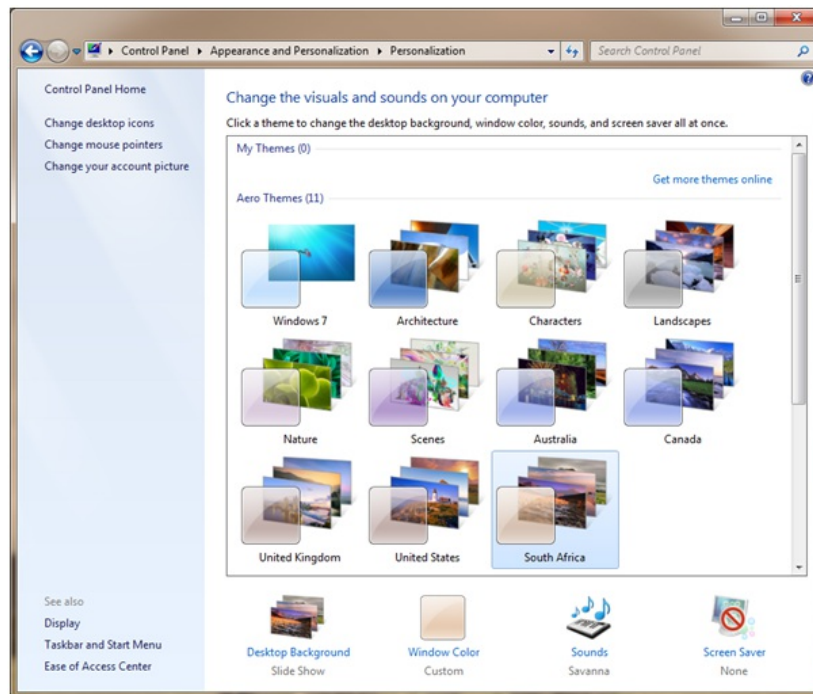 Control Panel ▸ Appearance and Personalization ▸ Personalization
Search Control Panel
Control Panel Home
Change desktop icons
Change mouse pointers
Change your account picture
See also
Display
Taskbar and Start Menu
Ease of Access Center
Change the visuals and sounds on your computer
Click a theme to change the desktop background, window color, sounds, and screen saver all at once.
My Themes (0)
Get more themes online
Aero Themes (11)
Windows 7 Architecture Characters Landscapes
Nature Scenes Australia Canada
United Kingdom United States South Africa
Desktop Background Window Color Sounds Screen Saver
Slide Show Custom Savanna None